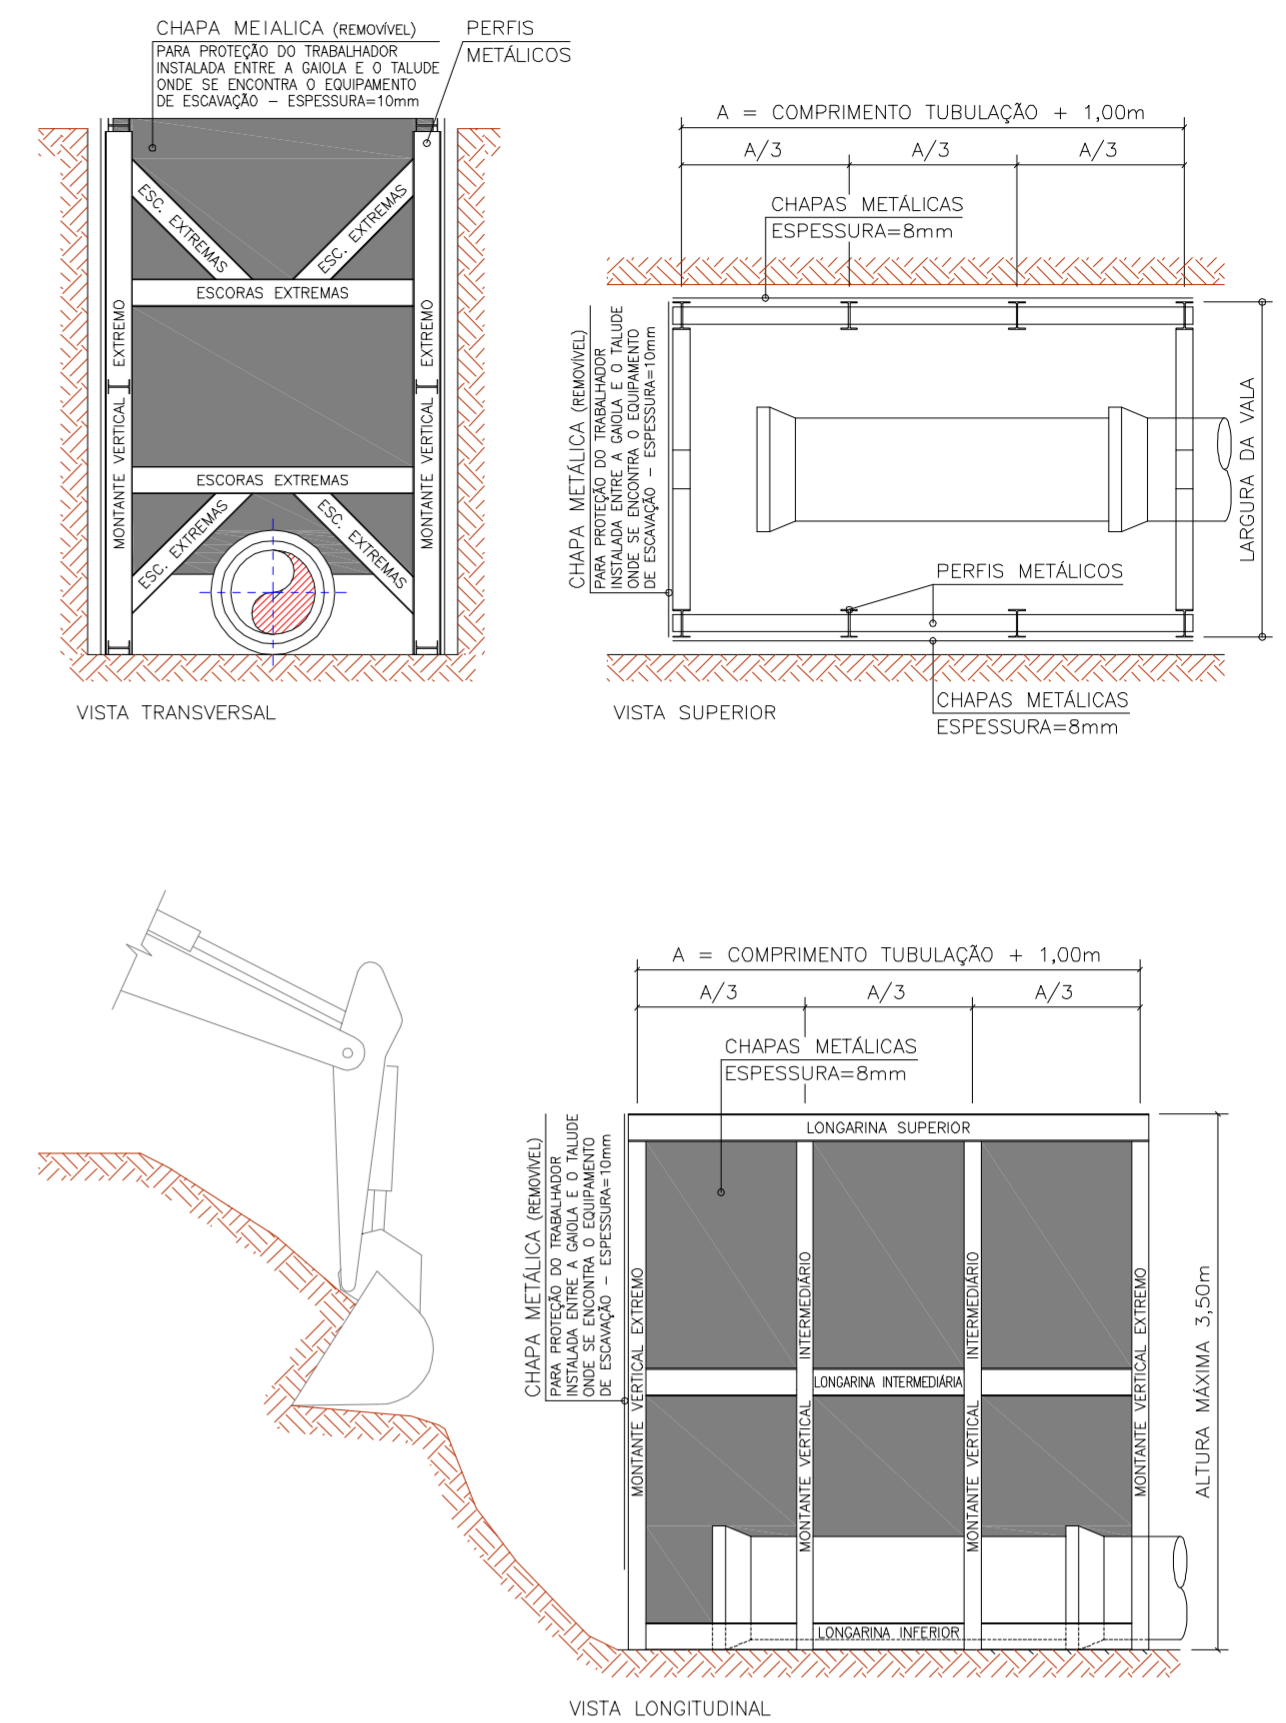 CHAPA MEIALICA (REMOVÍVEL)
PARA PROTEÇÃO DO TRABALHADOR
INSTALADA ENTRE A GAIOLA E O TALUDE
ONDE SE ENCONTRA O EQUIPAMENTO
DE ESCAVAÇÃO – ESPESSURA=10mm
PERFIS
METÁLICOS
ESC. EXTREMAS
ESC. EXTREMAS
ESCORAS EXTREMAS
MONTANTE VERTICAL EXTREMO
MONTANTE VERTICAL EXTREMO
ESCORAS EXTREMAS
ESC. EXTREMAS
ESC. EXTREMAS
VISTA TRANSVERSAL
A = COMPRIMENTO TUBULAÇÃO + 1,00m
A/3
A/3
A/3
CHAPAS METÁLICAS
ESPESSURA=8mm
CHAPA METÁLICA (REMOVÍVEL)
PARA PROTEÇÃO DO TRABALHADOR
INSTALADA ENTRE A GAIOLA E O TALUDE
ONDE SE ENCONTRA O EQUIPAMENTO
DE ESCAVAÇÃO – ESPESSURA=10mm
LARGURA DA VALA
PERFIS METÁLICOS
CHAPAS METÁLICAS
ESPESSURA=8mm
VISTA SUPERIOR
A = COMPRIMENTO TUBULAÇÃO + 1,00m
A/3
A/3
A/3
CHAPAS METÁLICAS
ESPESSURA=8mm
CHAPA METÁLICA (REMOVÍVEL)
PARA PROTEÇÃO DO TRABALHADOR
INSTALADA ENTRE A GAIOLA E O TALUDE
ONDE SE ENCONTRA O EQUIPAMENTO
DE ESCAVAÇÃO – ESPESSURA=10mm
LONGARINA SUPERIOR
MONTANTE VERTICAL EXTREMO
MONTANTE VERTICAL INTERMEDIÁRIO
MONTANTE VERTICAL INTERMEDIÁRIO
MONTANTE VERTICAL EXTREMO
LONGARINA INTERMEDIÁRIA
LONGARINA INFERIOR
ALTURA MÁXIMA 3,50m
VISTA LONGITUDINAL